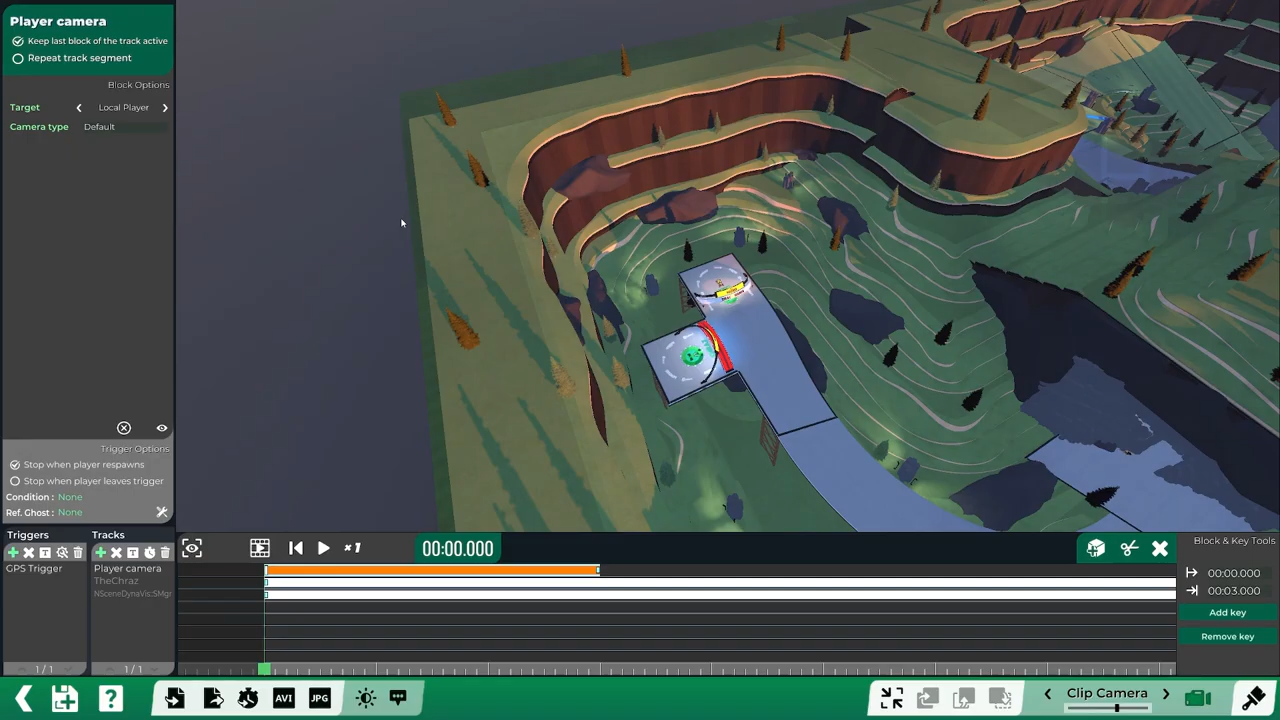 Player camera
Keep last block of the track active
Repeat track segment
Block Options
Target Local Player
Camera type Default
Trigger Options
Stop when player respawns
Stop when player leaves trigger
Condition : None
Ref. Ghost : None
Triggers
GPS Trigger
1 / 1
Tracks
Player camera
TheChraz
NSceneDynaVis::SMgr
1 / 1
x 1
00:00.000
Block & Key Tools
00:00.000
00:03.000
Add key
Remove key
?
AVI
JPG
Clip Camera